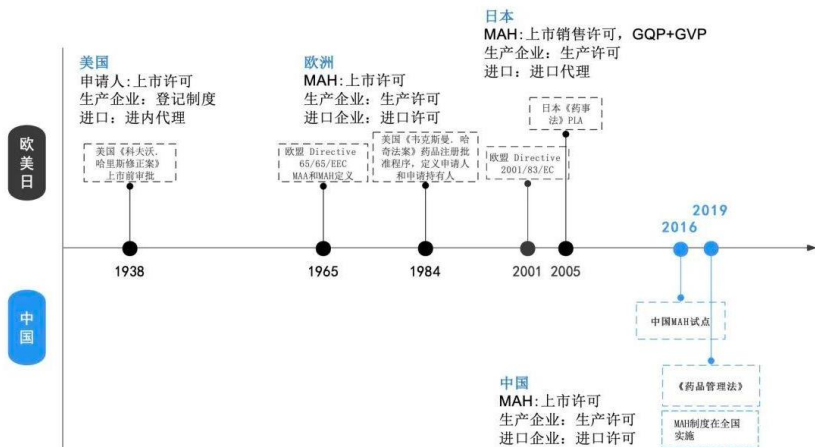 日本
MAH:上市销售许可，GQP+GVP
生产企业：生产许可
进口：进口代理
美国
申请人:上市许可
生产企业：登记制度
进口：进内代理
欧洲
MAH:上市许可
生产企业：生产许可
进口企业：进口许可
日本《药事
法》PLA
美国《科夫沃.
哈里斯修正案》
上市前审批
欧盟 Directive
65/65/EEC
MAA和MAH定义
美国《韦克斯曼.哈
奇法案》药品注册批
准程序，定义申请人
和申请持有人
欧盟 Directive
2001/83/EC
欧美日
2016
2019
1938
1965
1984
2001
2005
中国
中国MAH试点
《药品管理法》
MAH制度在全国
实施
中国
MAH:上市许可
生产企业：生产许可
进口企业：进口许可